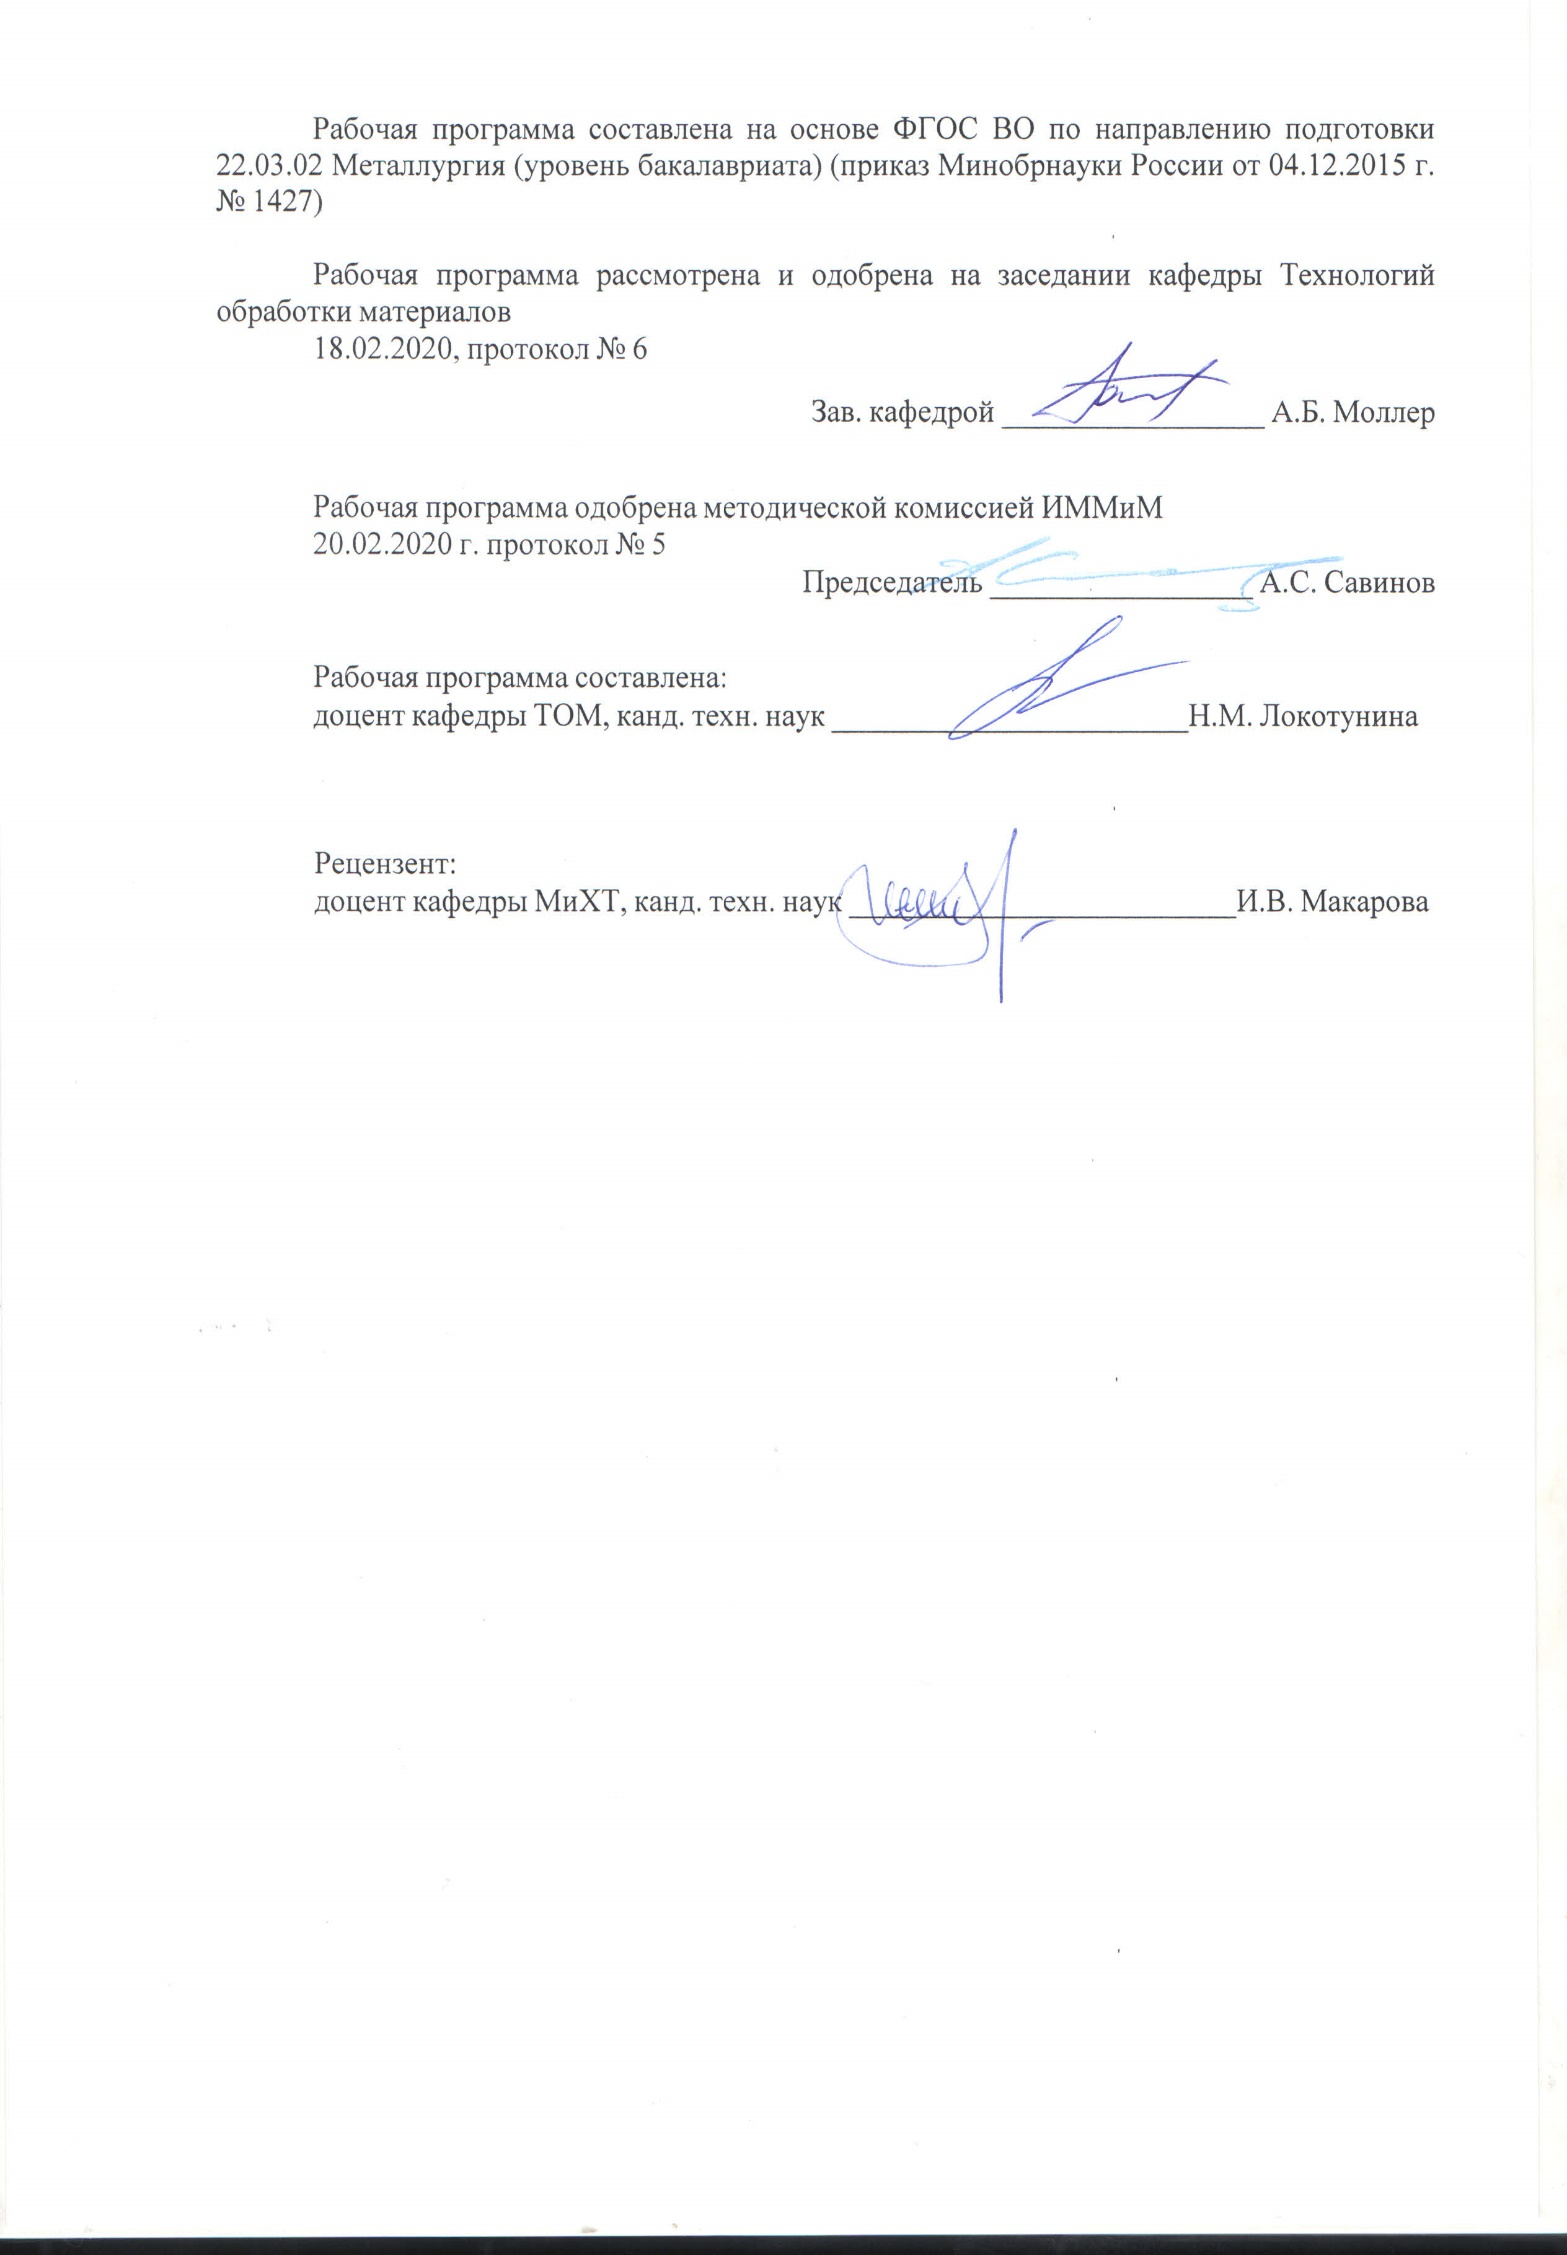 Рабочая программа составлена на основе ФГОС ВО по направлению подготовки
22.03.02 Металлургия (уровень бакалавриата) (приказ Минобрнауки России от 04.12.2015 г.
№ 1427)
Рабочая программа рассмотрена и одобрена на заседании кафедры Технологий
обработки материалов
18.02.2020, протокол № 6
Зав. кафедрой _________________ А.Б. Моллер
Рабочая программа одобрена методической комиссией ИММиМ
20.02.2020 г. протокол № 5
Председатель _________________ А.С. Савинов
Рабочая программа составлена:
доцент кафедры ТОМ, канд. техн. наук _______________________Н.М. Локотунина
Рецензент:
доцент кафедры МиХТ, канд. техн. наук _________________________И.В. Макарова